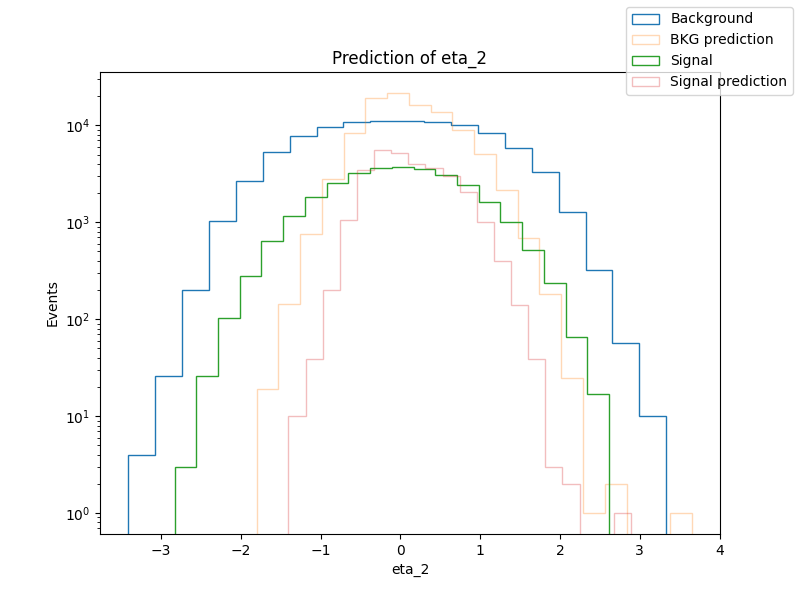 Prediction of eta_2
Background
BKG prediction
Signal
Signal prediction
Events
10⁴
10³
10²
10¹
10⁰
−3
−2
−1
0
1
2
3
4
eta_2